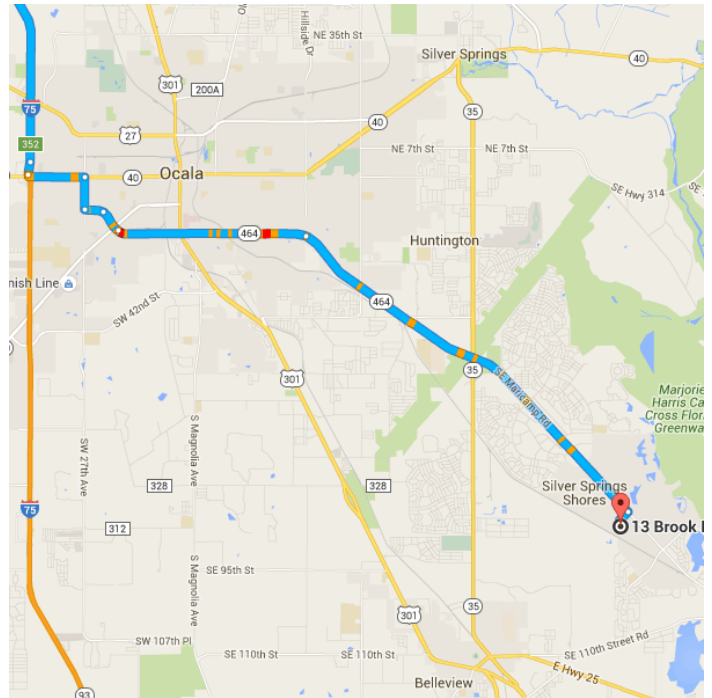 NE 35th St
Hillside Dr
Silver Springs
40
301
200A
35
75
27
40
352
NE 7th St
NE 7th St
40
Ocala
SE Hwy 314
464
Huntington
nish Line
SW 42nd St
464
35
301
SE Maricamp Rd
Marjorie
Harris Ca
Cross Flori
Greenway
SW 27th Ave
S Magnolia Ave
328
328
Silver Springs
Shores
75
312
13 Brook
S Magnolia Ave
SE 95th St
35
301
SW 107th Pl
SE 110th St
SE 110th St
SE 110th Street Rd
E Hwy 25
93
Belleview